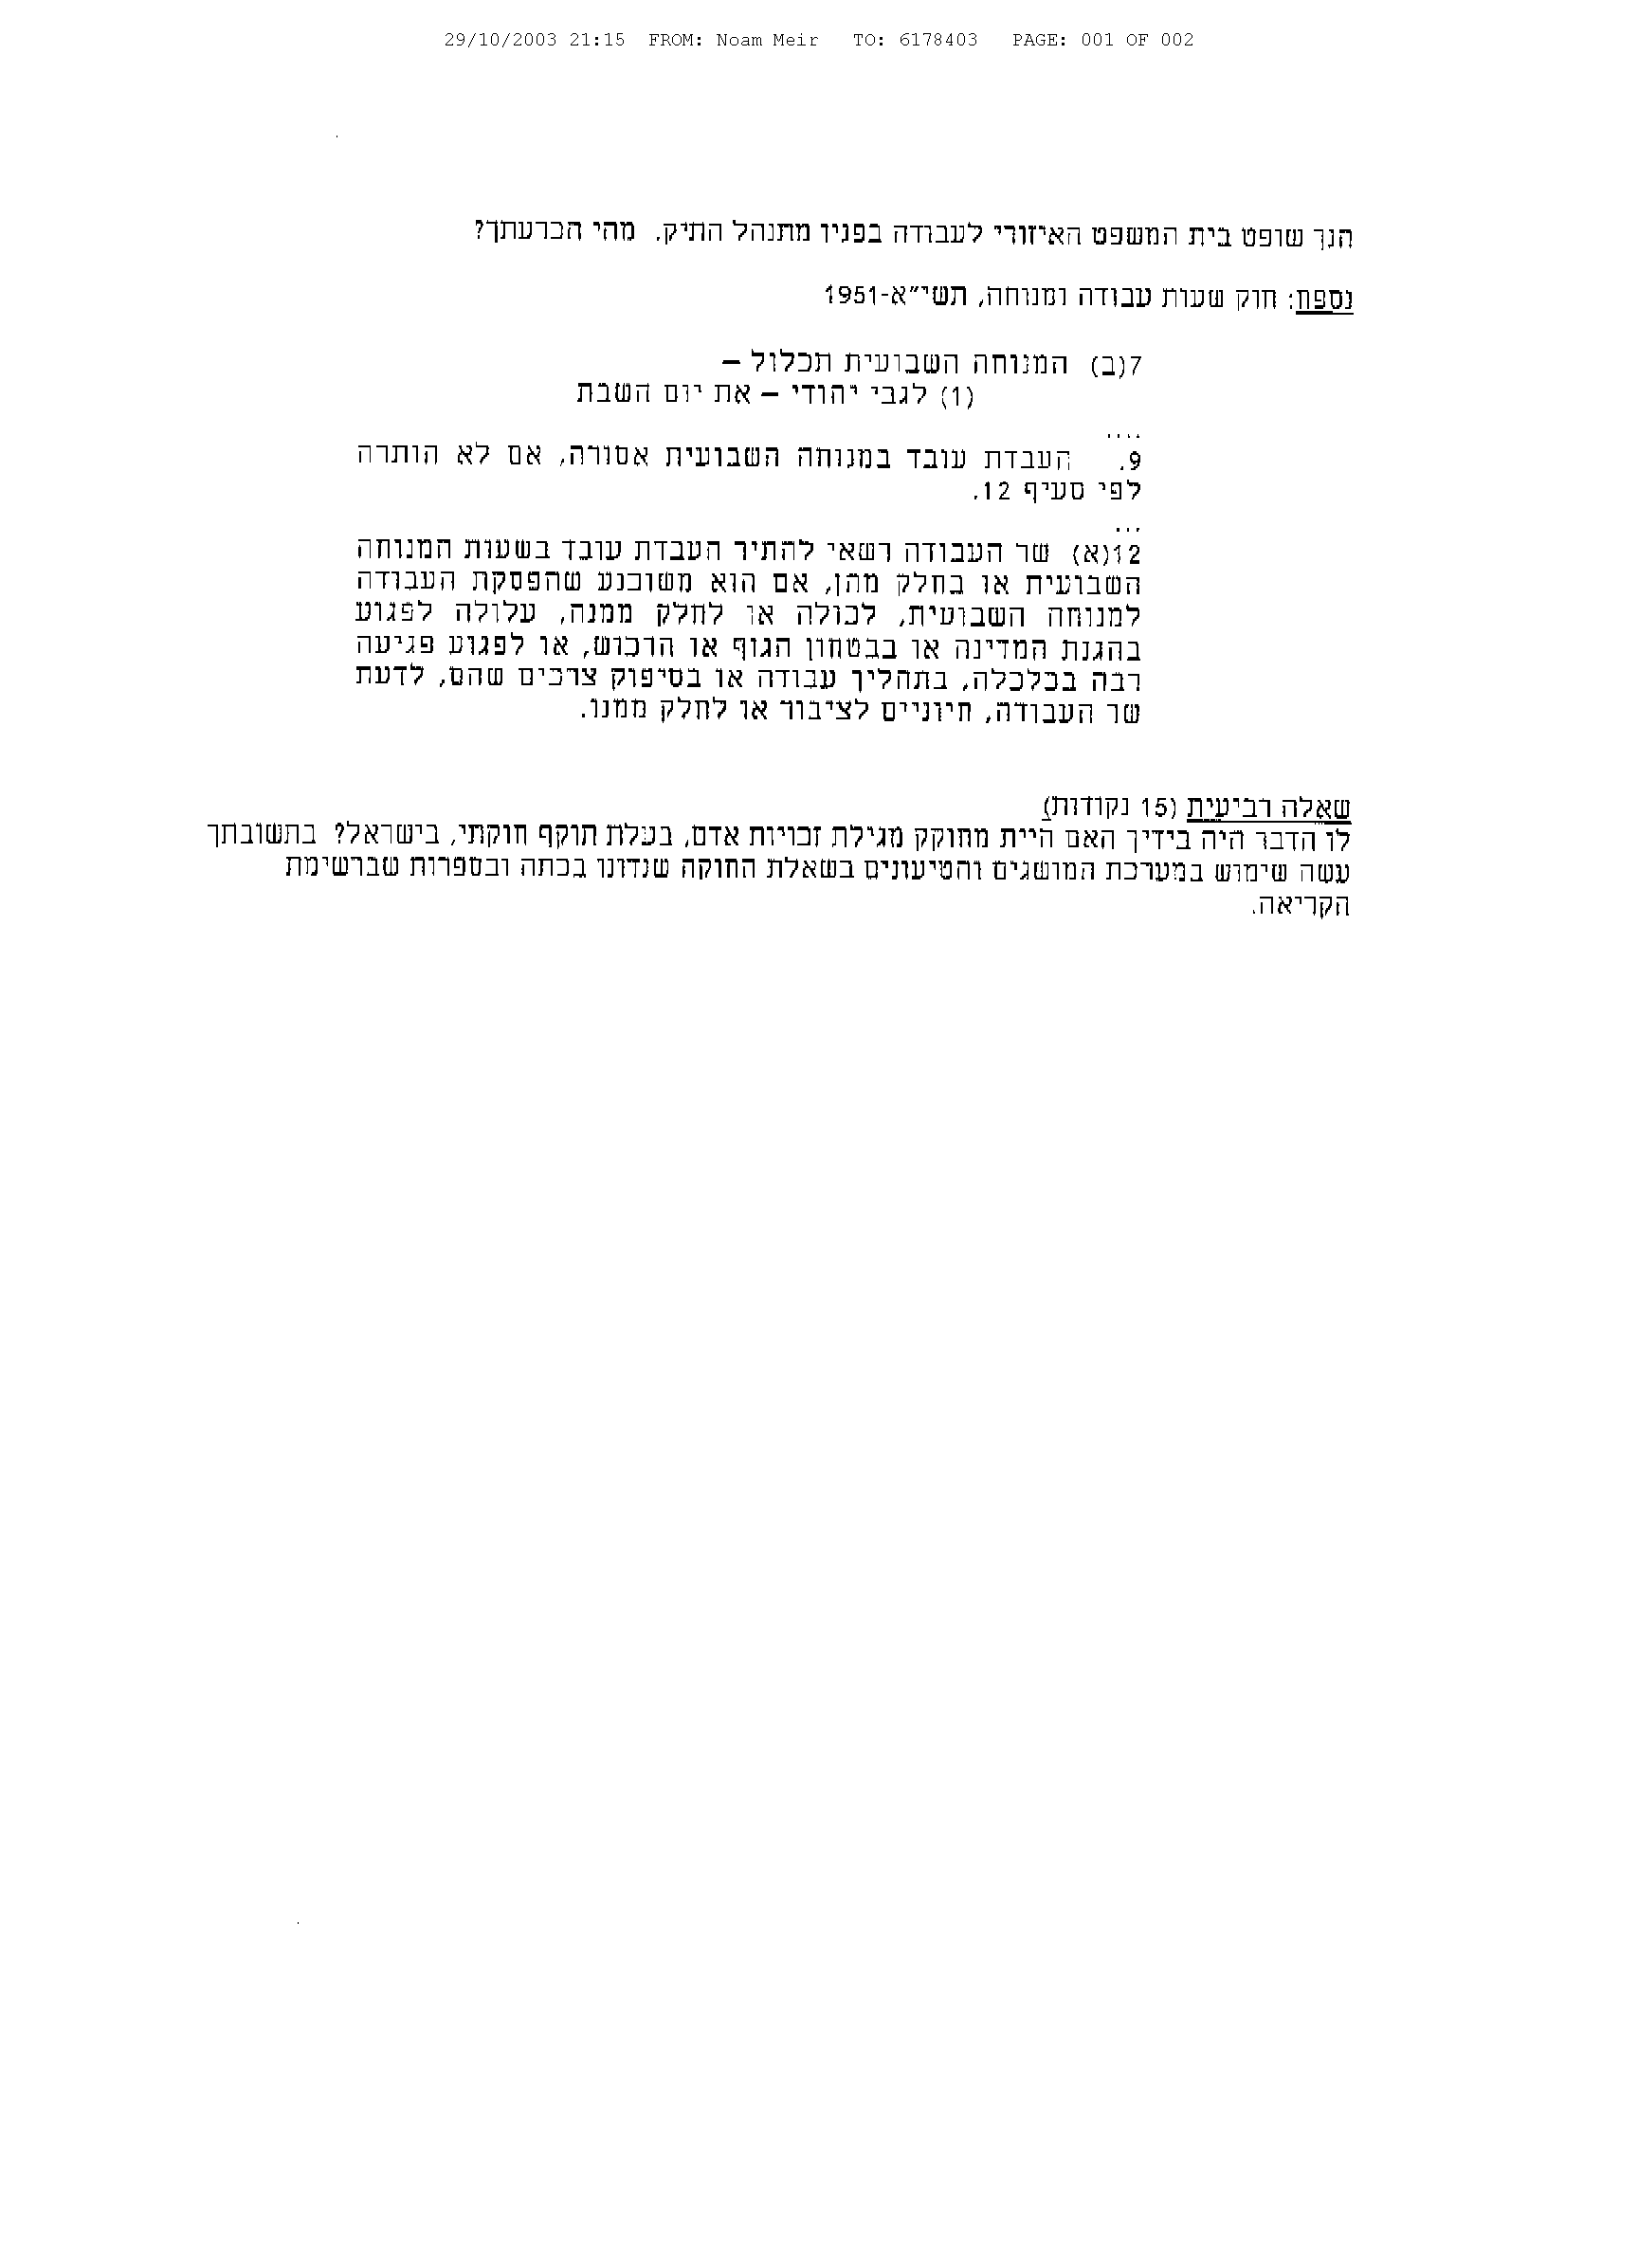 29/10/2003 21:15 FROM: Noam Meir TO: 6178403 PAGE: 001 OF 002
הנך שופט בית המשפט האיזורי לעבודה בפניו מתנהל התיק. מהי הכרעתך?
נספח: חוק שעות עבודה ומנוחה, תשי"א-1951
7(ב) המנוחה השבועית תכלול –
(1) לגבי יהודי – את יום השבת
....
9. העבדת עובד במנוחה השבועית אסורה, אם לא הותרה
לפי סעיף 12.
...
12(א) שר העבודה רשאי להתיר העבדת עובד בשעות המנוחה
השבועית או בחלק מהן, אם הוא משוכנע שהפסקת העבודה
למנוחה השבועית, לכולה או לחלק ממנה, עלולה לפגוע
בהגנת המדינה או בבטחון הגוף או הרכוש, או לפגוע פגיעה
רבה בכלכלה, בתהליך עבודה או בסיפוק צרכים שהם, לדעת
שר העבודה, חיוניים לציבור או לחלק ממנו.
שאלה רביעית (15 נקודות)
לו הדבר היה בידיך האם היית מחוקק מגילת זכויות אדם, בעלת תוקף חוקתי, בישראל? בתשובתך
עשה שימוש במערכת המושגים והטיעונים בשאלת החוקה שנדונו בכתה ובספרות שברשימת
הקריאה.